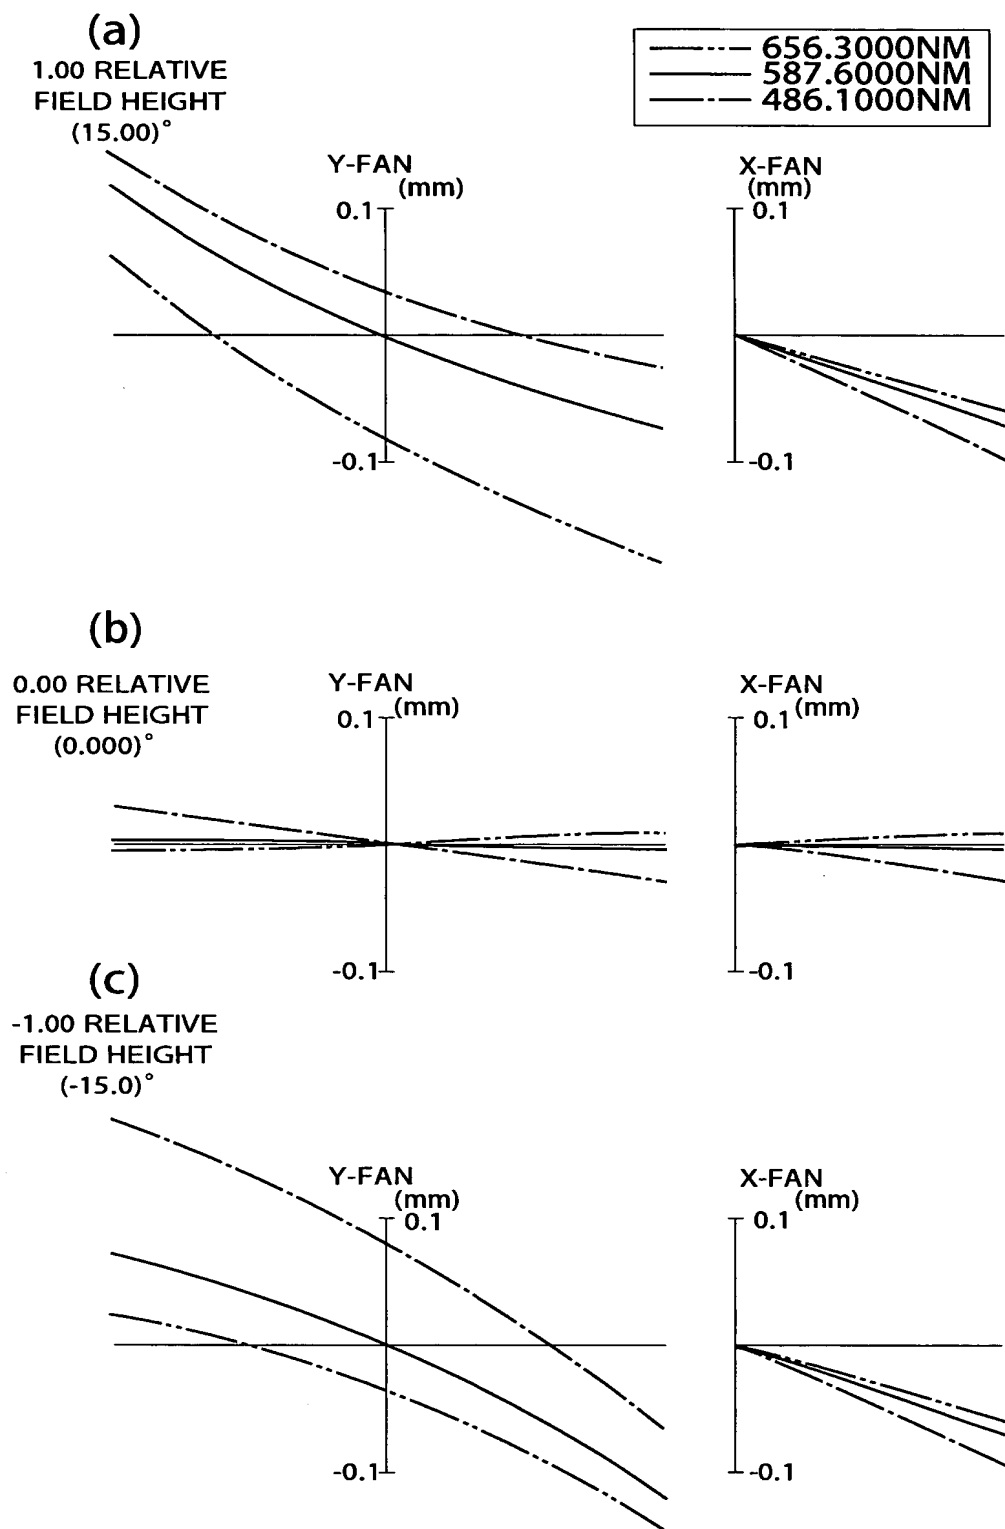 (a)
1.00 RELATIVE
FIELD HEIGHT
(15.00)°
656.3000NM
587.6000NM
486.1000NM
Y-FAN
(mm)
0.1
-0.1
X-FAN
(mm)
0.1
-0.1
(b)
0.00 RELATIVE
FIELD HEIGHT
(0.000)°
Y-FAN
(mm)
0.1
-0.1
X-FAN
(mm)
0.1
-0.1
(c)
-1.00 RELATIVE
FIELD HEIGHT
(-15.0)°
Y-FAN
(mm)
0.1
-0.1
X-FAN
(mm)
0.1
-0.1